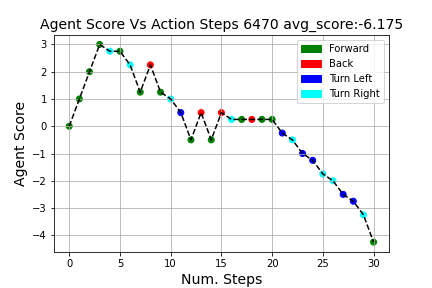 Agent Score Vs Action Steps 6470 avg_score:-6.175
Forward
Back
Turn Left
Turn Right
Agent Score
3
2
1
0
−1
−2
−3
−4
0 5 10 15 20 25 30
Num. Steps